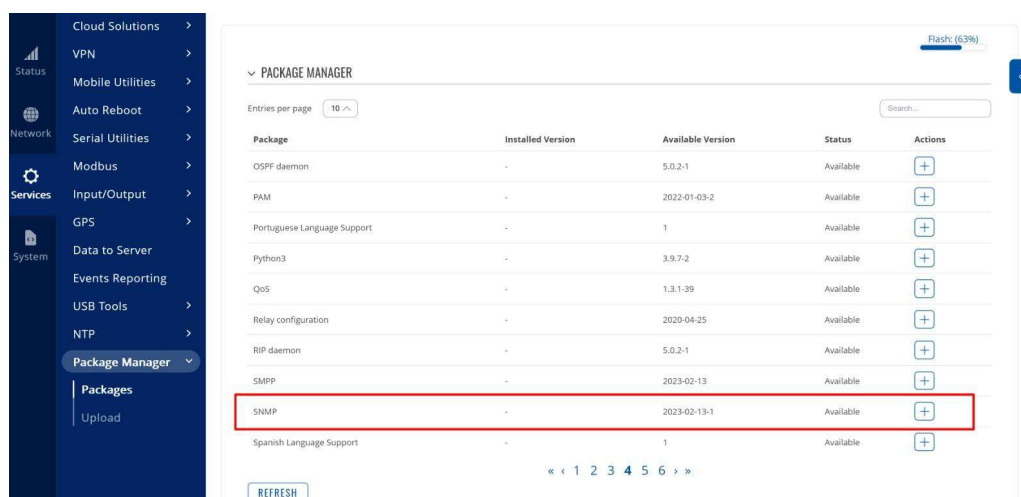 Status
Network
Services
System
Cloud Solutions
VPN
Mobile Utilities
Auto Reboot
Serial Utilities
Modbus
Input/Output
GPS
Data to Server
Events Reporting
USB Tools
NTP
Package Manager
Packages
Upload
Flash: (63%)
PACKAGE MANAGER
Entries per page 10 Search...
Package Installed Version Available Version Status Actions
OSPF daemon - 5.0.2-1 Available +
PAM - 2022-01-03-2 Available +
Portuguese Language Support - 1 Available +
Python3 - 3.9.7-2 Available +
QoS - 1.3.1-39 Available +
Relay configuration - 2020-04-25 Available +
RIP daemon - 5.0.2-1 Available +
SMPP - 2023-02-13 Available +
SNMP - 2023-02-13-1 Available +
Spanish Language Support - 1 Available +
« ‹ 1 2 3 4 5 6 › »
REFRESH